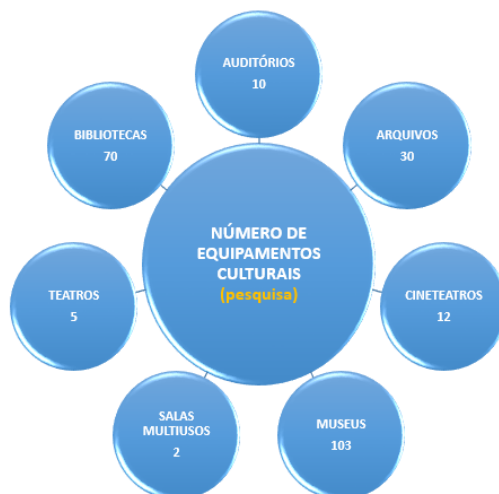 AUDITÓRIOS
10
ARQUIVOS
30
CINETEATROS
12
MUSEUS
103
SALAS
MULTIUSOS
2
TEATROS
5
BIBLIOTECAS
70
NÚMERO DE
EQUIPAMENTOS
CULTURAIS
(pesquisa)